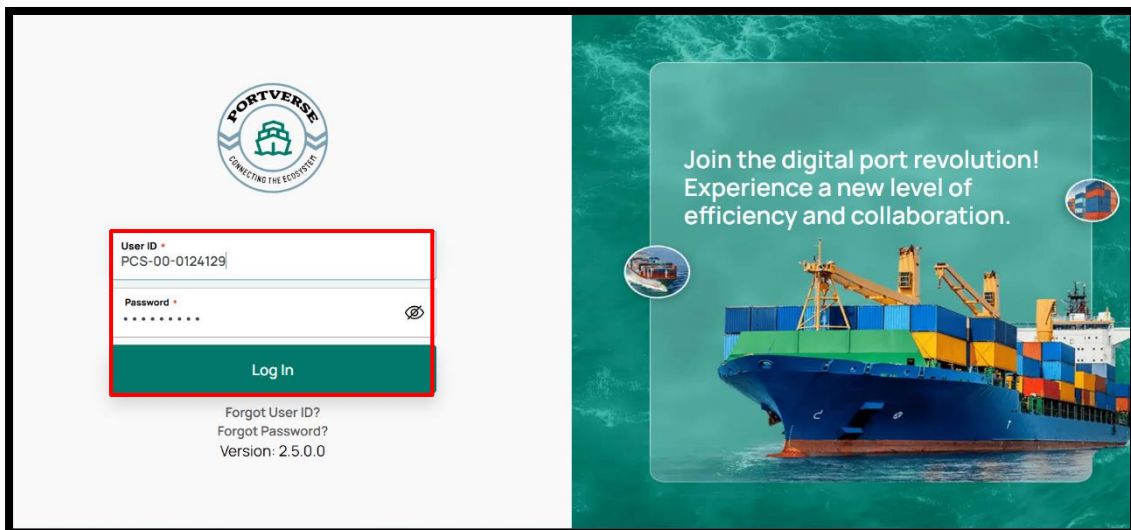 PORTVERSE
CONNECTING THE ECOSYSTEM
User ID *
PCS-00-0124129
Password *
•••••••••
Log In
Forgot User ID?
Forgot Password?
Version: 2.5.0.0
Join the digital port revolution!
Experience a new level of
efficiency and collaboration.